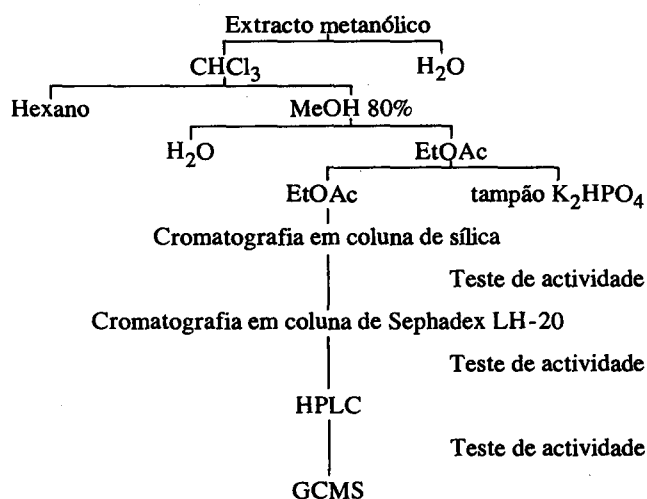 Extracto metanólico
CHCl3 H2O
Hexano MeOH 80%
H2O EtOAc
EtOAc tampão K2HPO4
Cromatografia em coluna de sílica
Teste de actividade
Cromatografia em coluna de Sephadex LH-20
Teste de actividade
HPLC
Teste de actividade
GCMS